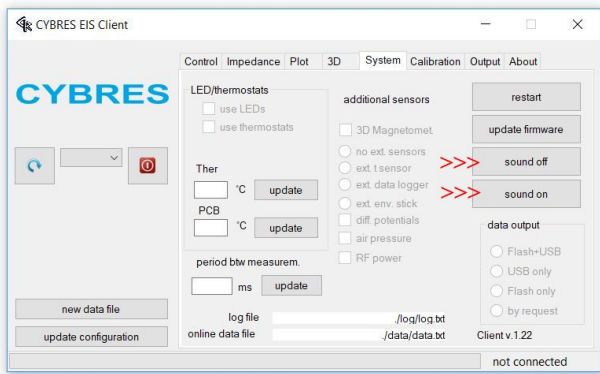 CYBRES EIS Client
Control Impedance Plot 3D System Calibration Output About
CYBRES
LED/thermostats
use LEDs
use thermostats
Ther
°C update
PCB
°C update
period btw measurem.
ms update
additional sensors
3D Magnetomet.
no ext. sensors
ext. t sensor
ext. data logger
ext. env. stick
diff. potentials
air pressure
RF power
restart
update firmware
>>> sound off
>>> sound on
data output
Flash+USB
USB only
Flash only
by request
new data file
update configuration
log file ./log/log.txt
online data file ./data/data.txt
Client v.1.22
not connected